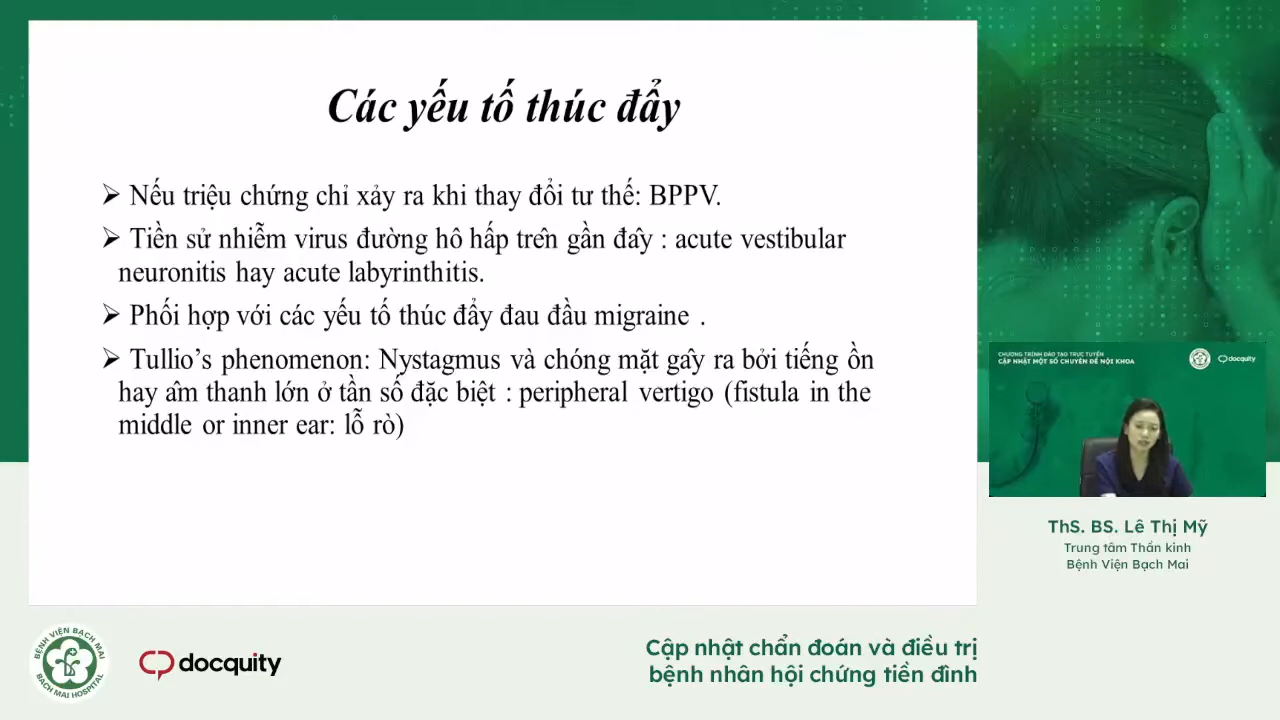 Các yếu tố thúc đẩy
➢ Nếu triệu chứng chỉ xảy ra khi thay đổi tư thế: BPPV.
➢ Tiền sử nhiễm virus đường hô hấp trên gần đây : acute vestibular
neuronitis hay acute labyrinthitis.
➢ Phối hợp với các yếu tố thúc đẩy đau đầu migraine .
➢ Tullio’s phenomenon: Nystagmus và chóng mặt gây ra bởi tiếng ồn
hay âm thanh lớn ở tần số đặc biệt : peripheral vertigo (fistula in the
middle or inner ear: lỗ rò)
CHƯƠNG TRÌNH ĐÀO TẠO TRỰC TUYẾN
CẬP NHẬT MỘT SỐ CHUYÊN ĐỀ NỘI KHOA
docquity
ThS. BS. Lê Thị Mỹ
Trung tâm Thần kinh
Bệnh Viện Bạch Mai
BỆNH VIỆN BẠCH MAI
BACH MAI HOSPITAL
docquity
Cập nhật chẩn đoán và điều trị
bệnh nhân hội chứng tiền đình